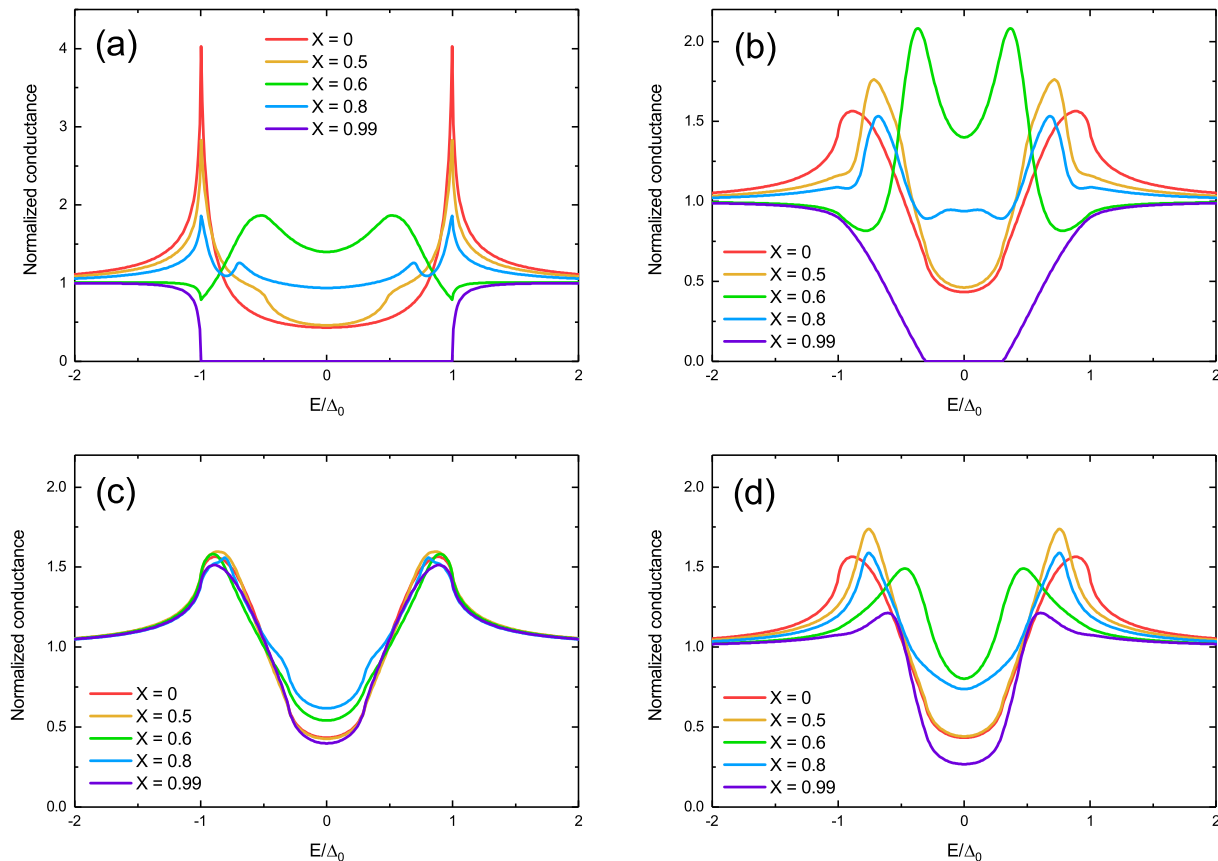 (a)
X = 0
X = 0.5
X = 0.6
X = 0.8
X = 0.99
Normalized conductance
4
3
2
1
0
-2
-1
0
1
2
E/Δ0
(b)
X = 0
X = 0.5
X = 0.6
X = 0.8
X = 0.99
Normalized conductance
2.0
1.5
1.0
0.5
0.0
-2
-1
0
1
2
E/Δ0
(c)
X = 0
X = 0.5
X = 0.6
X = 0.8
X = 0.99
Normalized conductance
2.0
1.5
1.0
0.5
0.0
-2
-1
0
1
2
E/Δ0
(d)
X = 0
X = 0.5
X = 0.6
X = 0.8
X = 0.99
Normalized conductance
2.0
1.5
1.0
0.5
0.0
-2
-1
0
1
2
E/Δ0